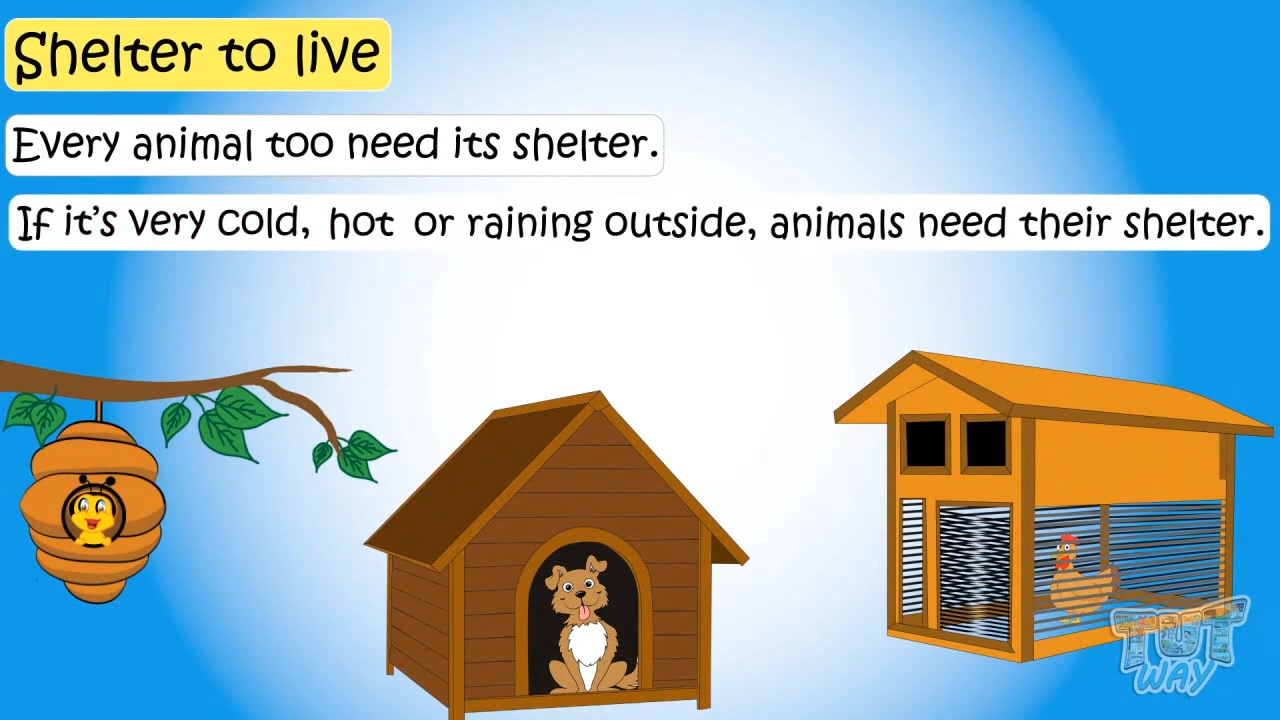 Shelter to live
Every animal too need its shelter.
If it's very cold, hot or raining outside, animals need their shelter.
TUT
WAY